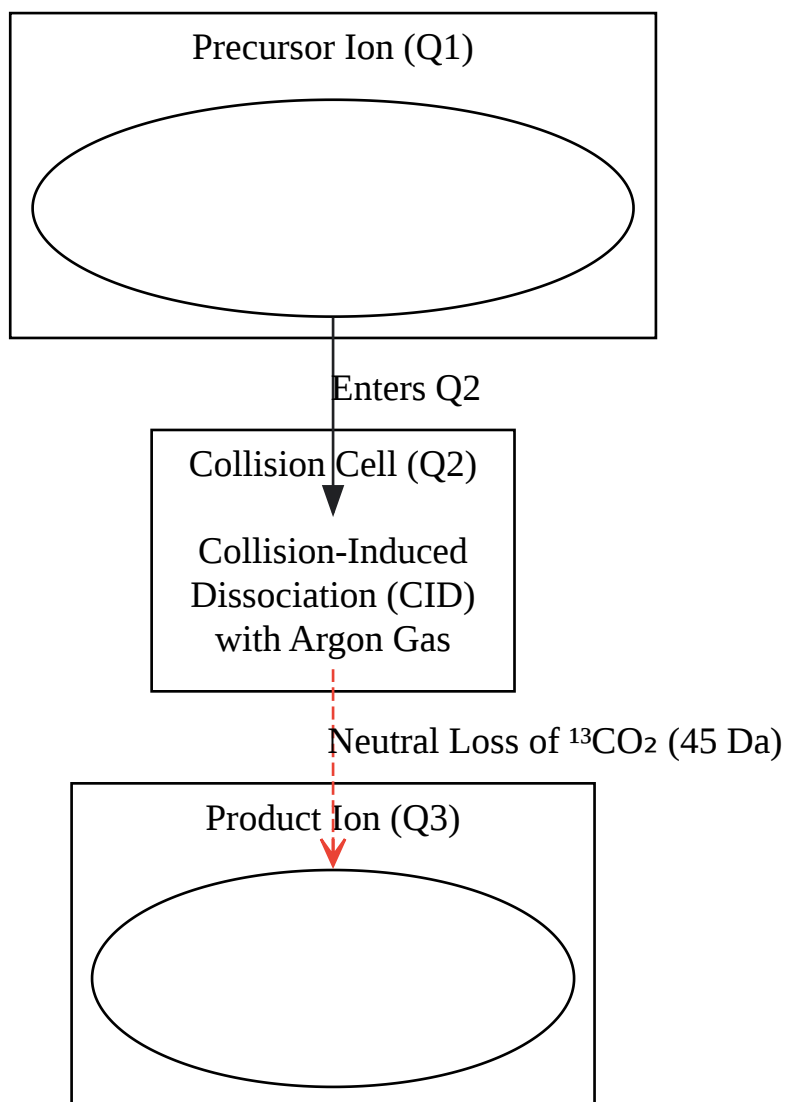 Precursor Ion (Q1)
Enters Q2
Collision Cell (Q2)
Collision-Induced
Dissociation (CID)
with Argon Gas
Neutral Loss of ¹³CO₂ (45 Da)
Product Ion (Q3)